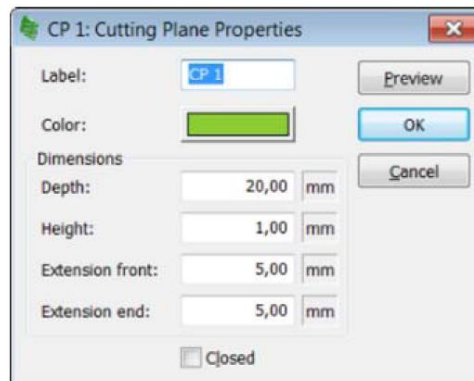 CP 1: Cutting Plane Properties
Label: CP 1 Preview
Color: OK
Dimensions Cancel
Depth: 20,00 mm
Height: 1,00 mm
Extension front: 5,00 mm
Extension end: 5,00 mm
Closed